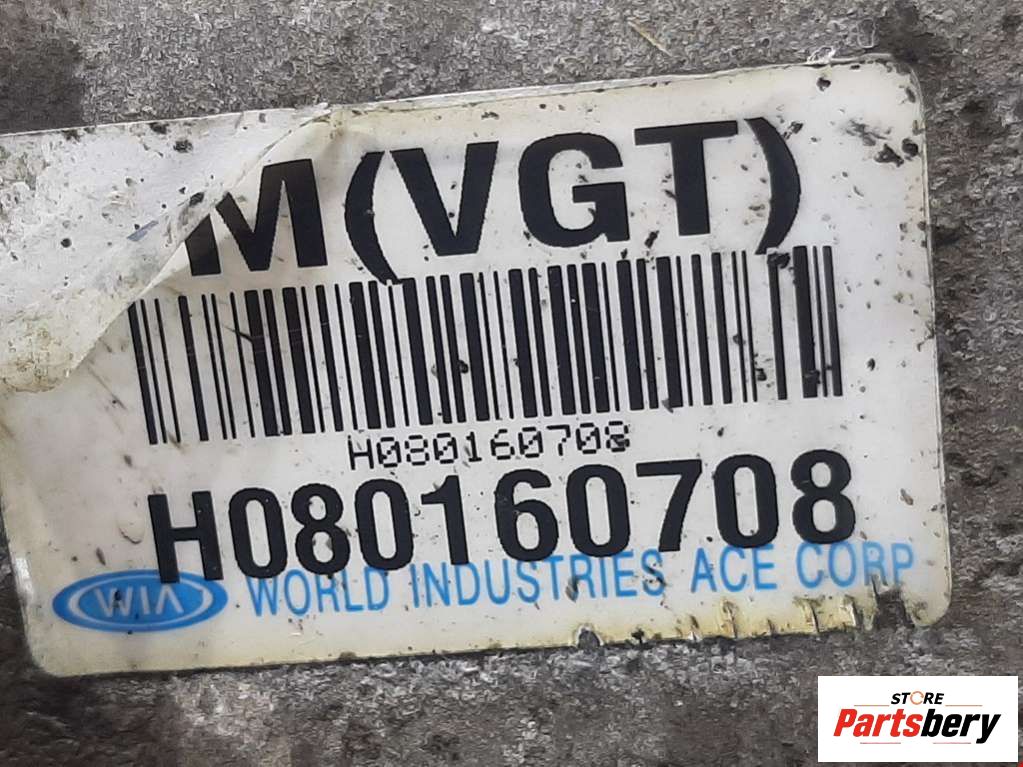 M(VGT)
H080160708
H080160708
WIA WORLD INDUSTRIES ACE CORP
STORE
Partsbery